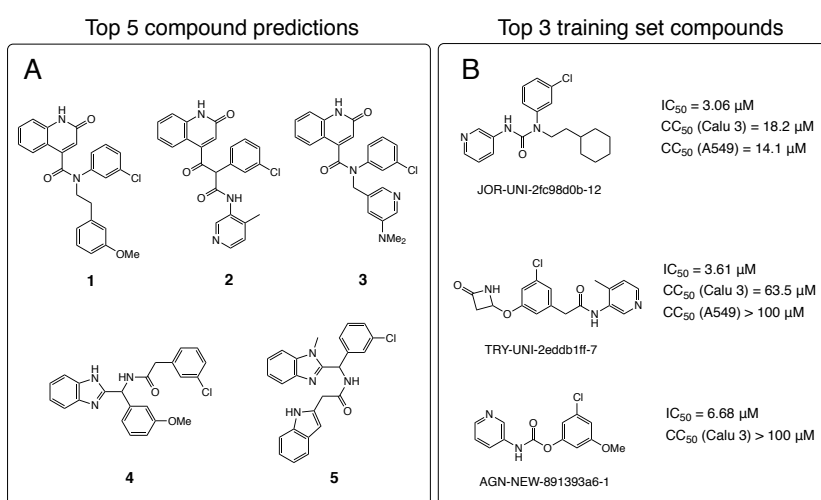 Top 5 compound predictions
Top 3 training set compounds
A
H
N
O
O
N
Cl
OMe
1
H
N
O
O
Cl
O
NH
N
2
H
N
O
O
N
Cl
N
NMe₂
3
H
N
N
HN
O
Cl
OMe
4
N
N
Cl
NH
O
HN
5
B
Cl
N
H
N
N
O
JOR-UNI-2fc98d0b-12
IC₅₀ = 3.06 µM
CC₅₀ (Calu 3) = 18.2 µM
CC₅₀ (A549) = 14.1 µM
O
NH
O
Cl
O
N
H
N
TRY-UNI-2eddb1ff-7
IC₅₀ = 3.61 µM
CC₅₀ (Calu 3) = 63.5 µM
CC₅₀ (A549) > 100 µM
N
N
H
O
O
Cl
OMe
AGN-NEW-891393a6-1
IC₅₀ = 6.68 µM
CC₅₀ (Calu 3) > 100 µM